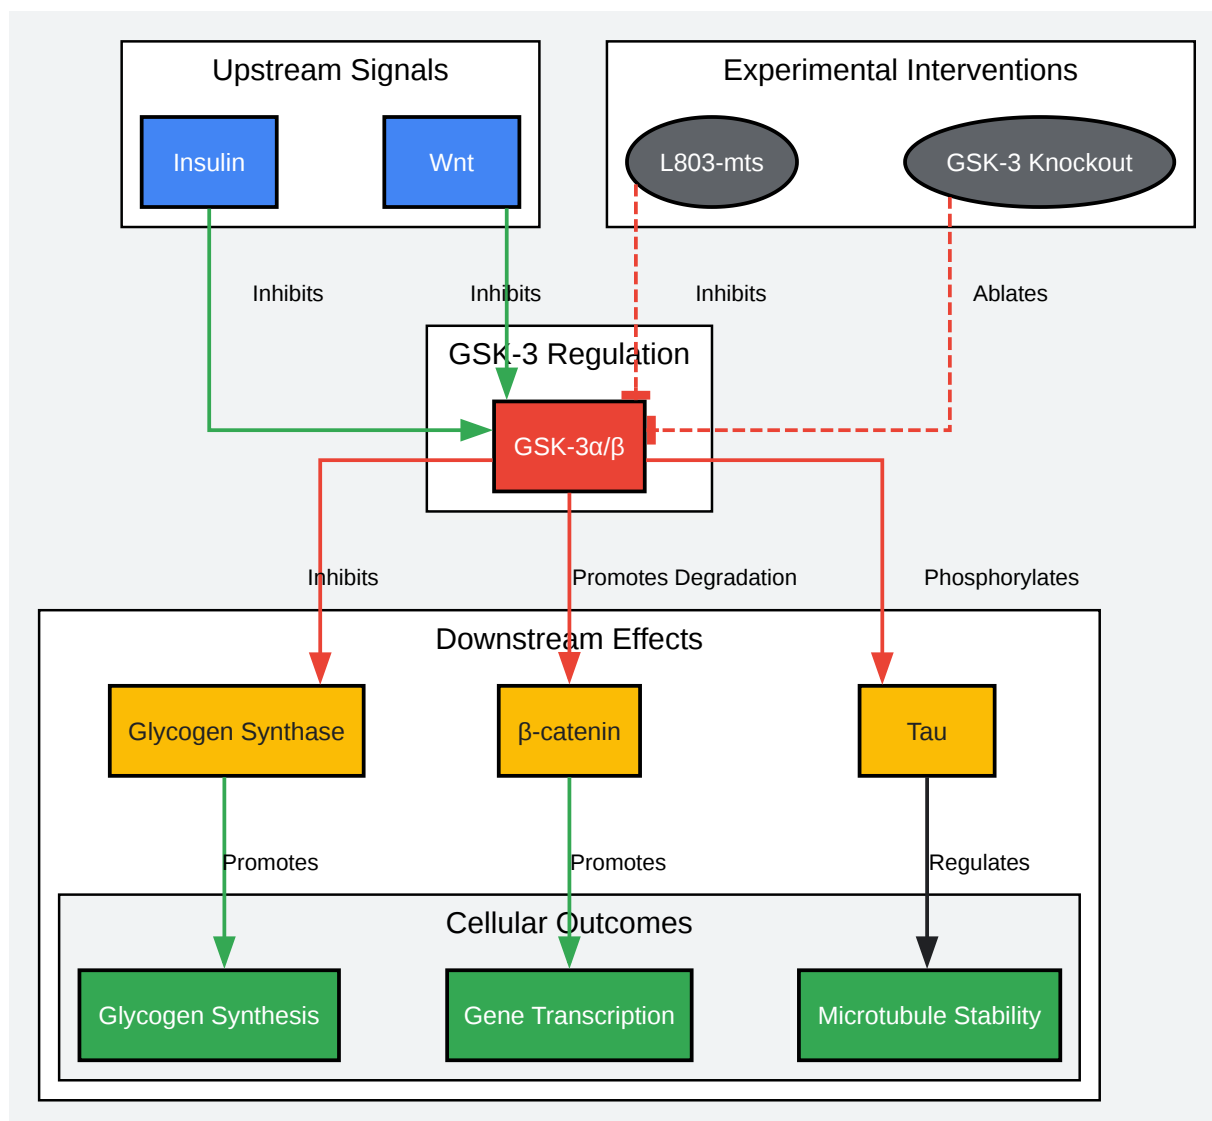 Upstream Signals
Experimental Interventions
Insulin
Wnt
L803-mts
GSK-3 Knockout
Inhibits
Inhibits
Inhibits
Ablates
GSK-3 Regulation
GSK-3α/β
Inhibits
Promotes Degradation
Phosphorylates
Downstream Effects
Glycogen Synthase
β-catenin
Tau
Promotes
Promotes
Regulates
Cellular Outcomes
Glycogen Synthesis
Gene Transcription
Microtubule Stability